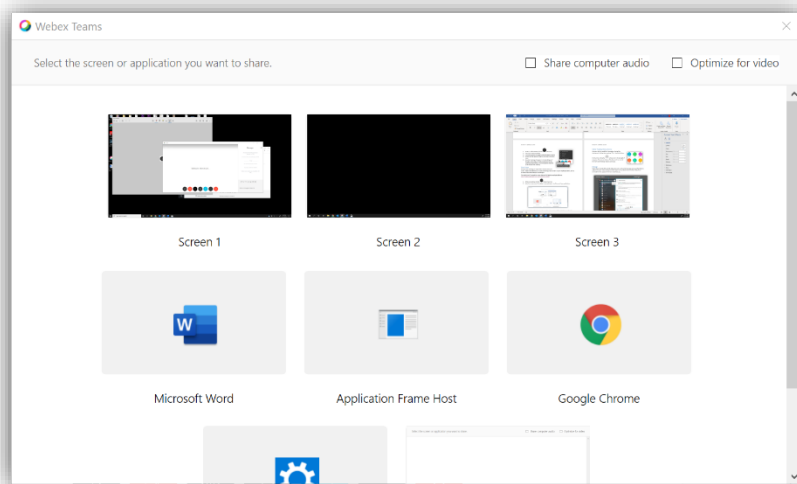 Webex Teams
Select the screen or application you want to share.
Share computer audio
Optimize for video
Screen 1
Screen 2
Screen 3
W
Microsoft Word
Application Frame Host
Google Chrome